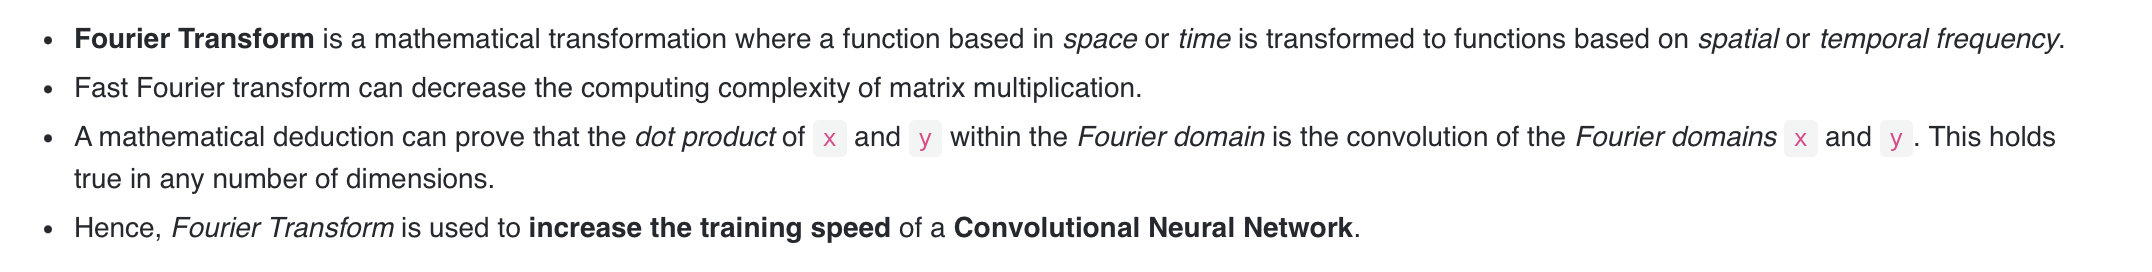 • Fourier Transform is a mathematical transformation where a function based in space or time is transformed to functions based on spatial or temporal frequency.
• Fast Fourier transform can decrease the computing complexity of matrix multiplication.
• A mathematical deduction can prove that the dot product of x and y within the Fourier domain is the convolution of the Fourier domains x and y. This holds
true in any number of dimensions.
• Hence, Fourier Transform is used to increase the training speed of a Convolutional Neural Network.